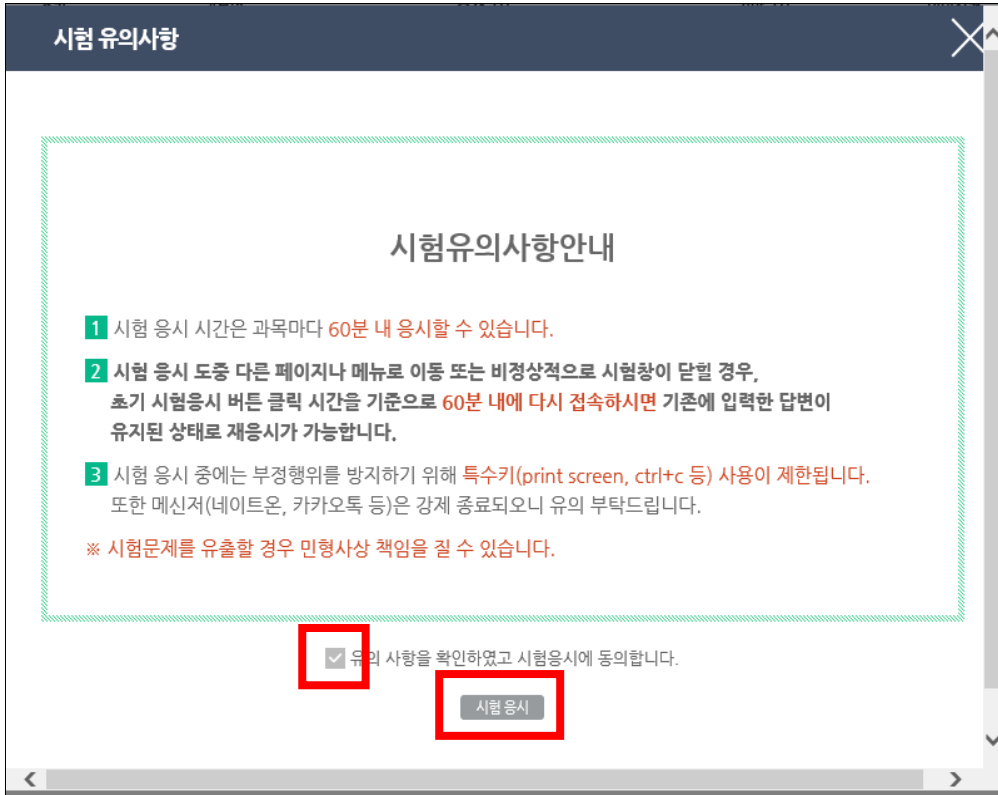 시험 유의사항
시험유의사항안내
1 시험 응시 시간은 과목마다 60분 내 응시할 수 있습니다.
2 시험 응시 도중 다른 페이지나 메뉴로 이동 또는 비정상적으로 시험창이 닫힐 경우,
초기 시험응시 버튼 클릭 시간을 기준으로 60분 내에 다시 접속하시면 기존에 입력한 답변이
유지된 상태로 재응시가 가능합니다.
3 시험 응시 중에는 부정행위를 방지하기 위해 특수키(print screen, ctrl+c 등) 사용이 제한됩니다.
또한 메신저(네이트온, 카카오톡 등)은 강제 종료되오니 유의 부탁드립니다.
※ 시험문제를 유출할 경우 민형사상 책임을 질 수 있습니다.
유의 사항을 확인하였고 시험응시에 동의합니다.
시험 응시